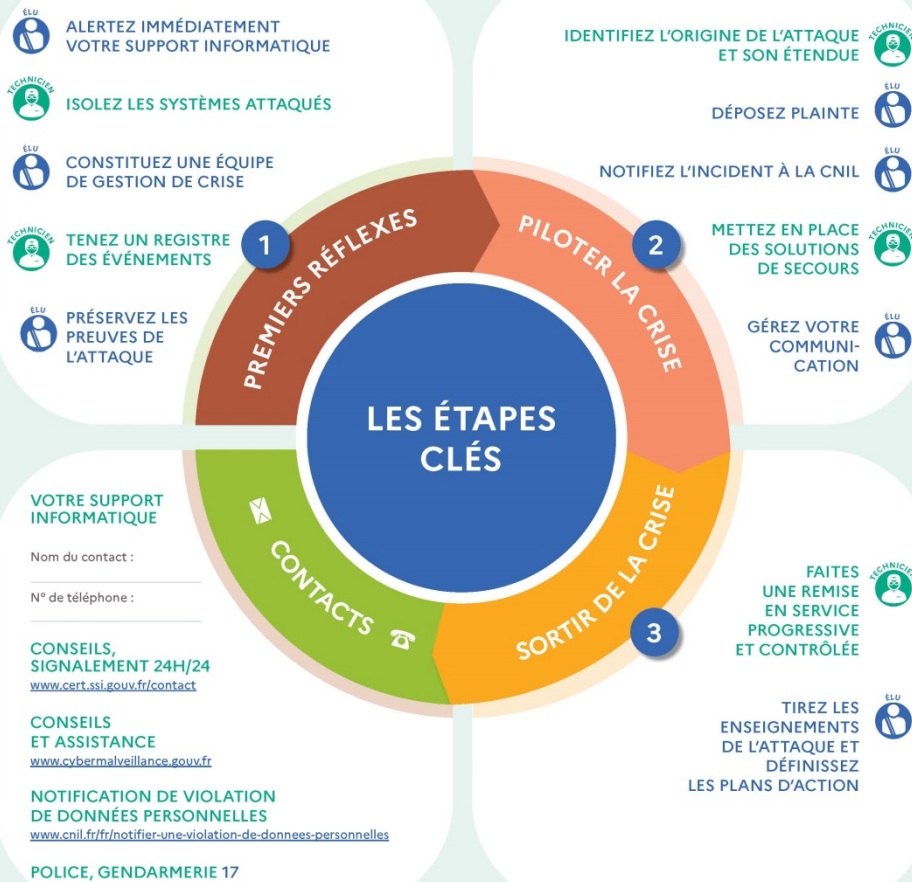 ÉLU
ALERTEZ IMMÉDIATEMENT
VOTRE SUPPORT INFORMATIQUE
TECHNICIEN
ISOLEZ LES SYSTÈMES ATTAQUÉS
ÉLU
CONSTITUEZ UNE ÉQUIPE
DE GESTION DE CRISE
TECHNICIEN
TENEZ UN REGISTRE
DES ÉVÉNEMENTS
ÉLU
PRÉSERVEZ LES
PREUVES DE
L'ATTAQUE
1
PREMIERS RÉFLEXES
IDENTIFIEZ L'ORIGINE DE L'ATTAQUE
ET SON ÉTENDUE
TECHNICIEN
DÉPOSEZ PLAINTE
ÉLU
NOTIFIEZ L'INCIDENT À LA CNIL
ÉLU
METTEZ EN PLACE
DES SOLUTIONS
DE SECOURS
TECHNICIEN
GÉREZ VOTRE
COMMUNI-
CATION
ÉLU
2
PILOTER LA CRISE
LES ÉTAPES
CLÉS
SORTIR DE LA CRISE
3
FAITES
UNE REMISE
EN SERVICE
PROGRESSIVE
ET CONTRÔLÉE
TECHNICIEN
TIREZ LES
ENSEIGNEMENTS
DE L'ATTAQUE ET
DÉFINISSEZ
LES PLANS D'ACTION
ÉLU
CONTACTS
VOTRE SUPPORT
INFORMATIQUE
Nom du contact :
N° de téléphone :
CONSEILS,
SIGNALEMENT 24H/24
www.cert.ssi.gouv.fr/contact
CONSEILS
ET ASSISTANCE
www.cybermalveillance.gouv.fr
NOTIFICATION DE VIOLATION
DE DONNÉES PERSONNELLES
www.cnil.fr/fr/notifier-une-violation-de-donnees-personnelles
POLICE, GENDARMERIE 17